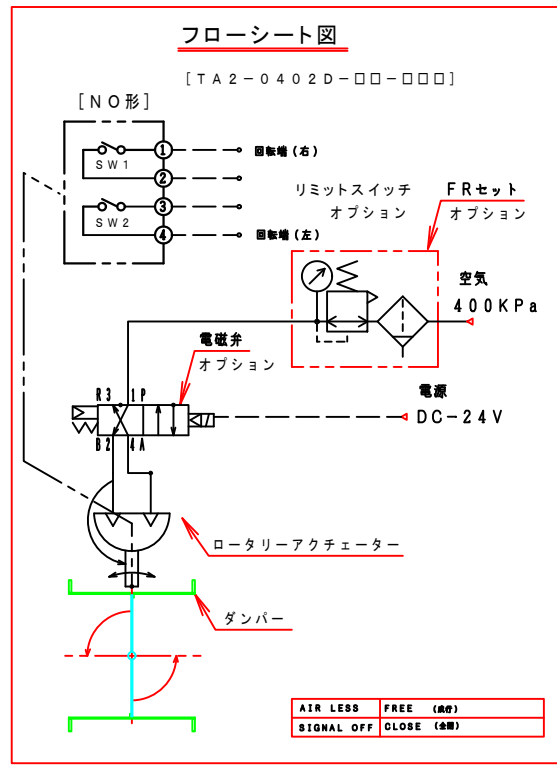 フローシート図
[TA2-0402D-□□-□□□]
[NO形]
1
SW1
2
3
SW2
4
回転端(右)
回転端(左)
リミットスイッチ
オプション
FRセット
オプション
空気
400KPa
電磁弁
オプション
R3 1P
B2 4A
電源
DC-24V
ロータリーアクチェーター
ダンパー
AIR LESS FREE (成行)
SIGNAL OFF CLOSE (全閉)